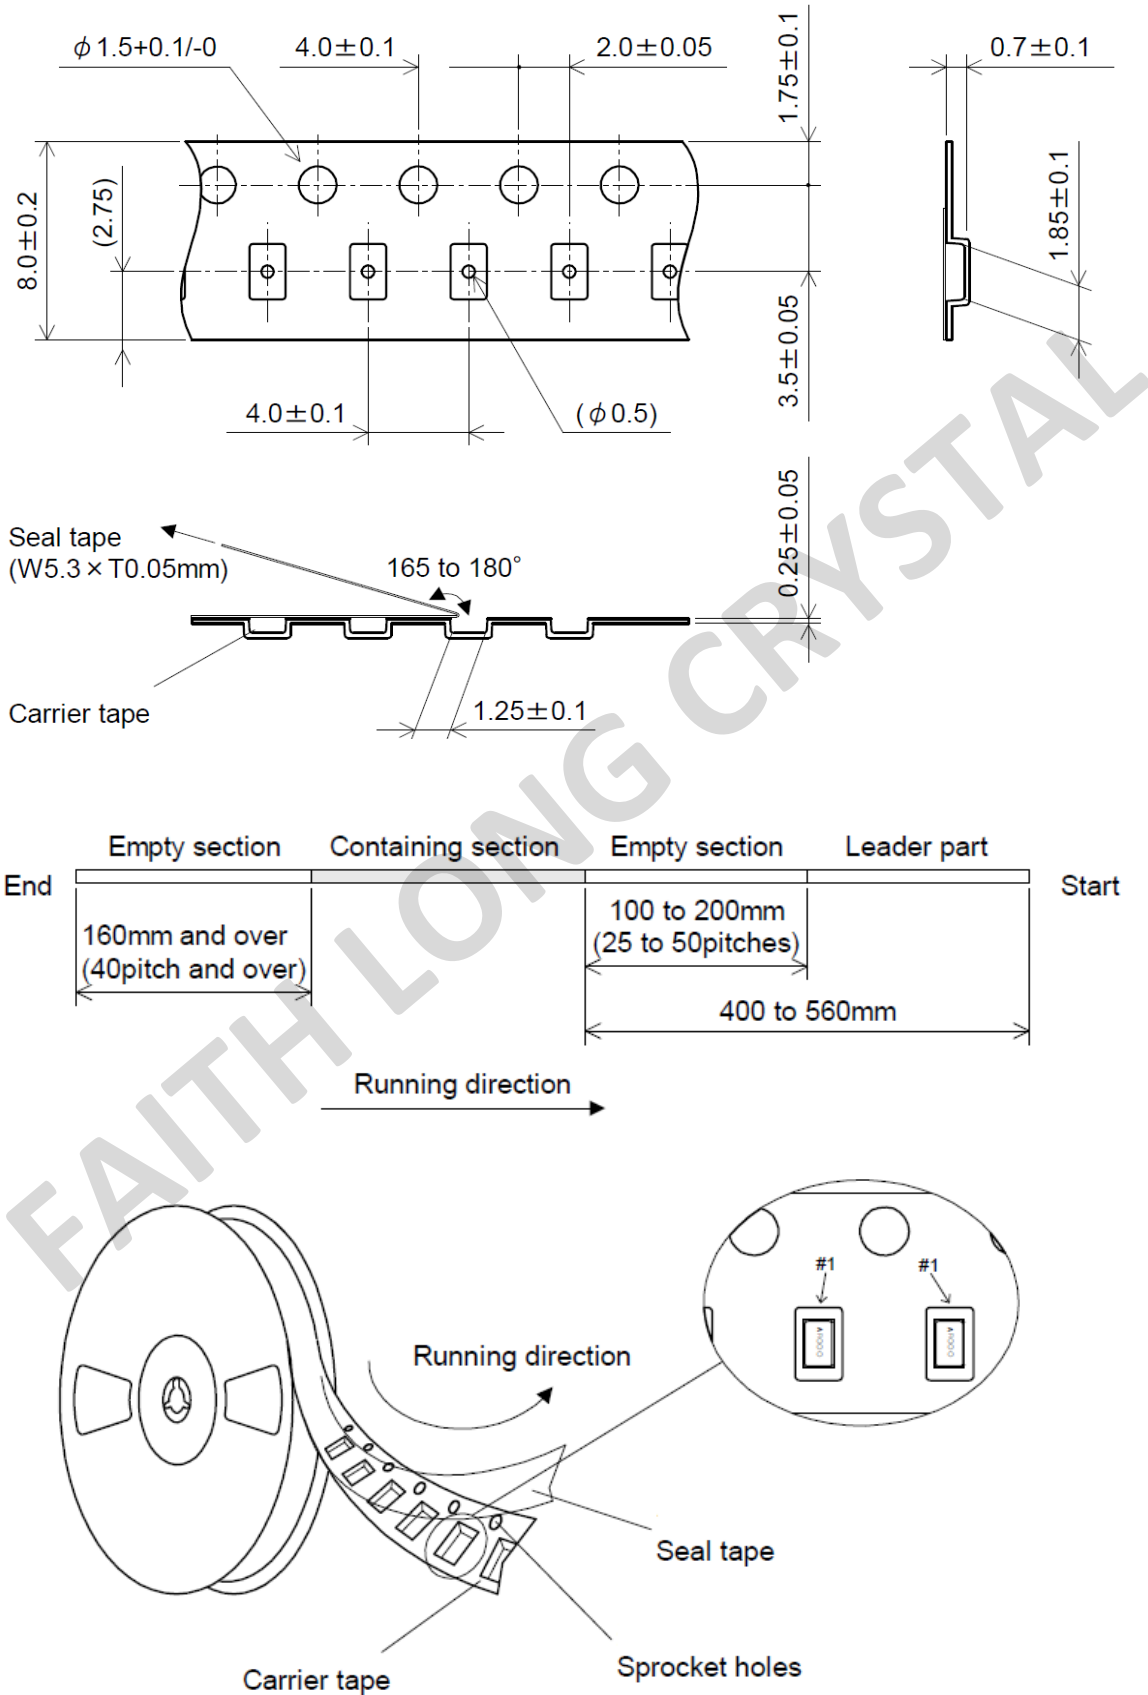 φ1.5+0.1/-0
4.0±0.1
2.0±0.05
1.75±0.1
0.7±0.1
8.0±0.2
(2.75)
1.85±0.1
3.5±0.05
4.0±0.1
(φ0.5)
0.25±0.05
Seal tape
(W5.3×T0.05mm)
165 to 180°
Carrier tape
1.25±0.1
FAITH LONG CRYSTAL
Empty section
Containing section
Empty section
Leader part
End
Start
160mm and over
(40pitch and over)
100 to 200mm
(25 to 50pitches)
400 to 560mm
Running direction
#1
#1
Running direction
Seal tape
Sprocket holes
Carrier tape